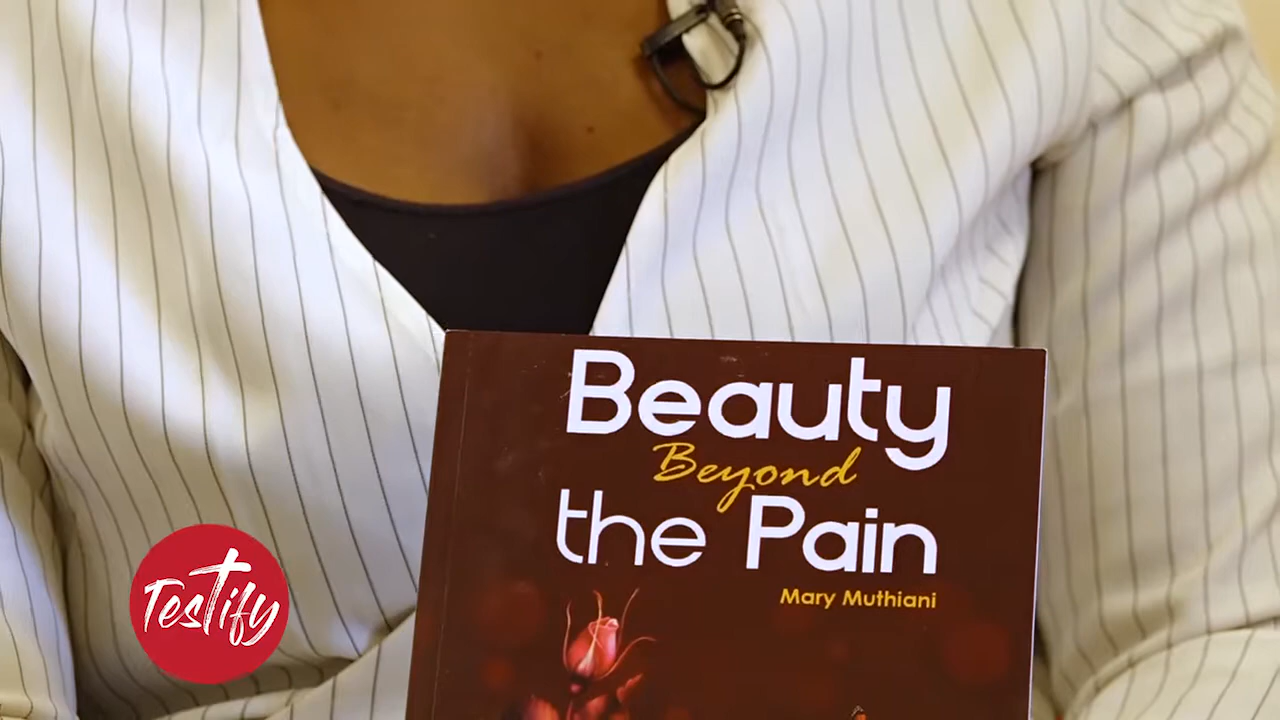 Beauty
Beyond
the Pain
Mary Muthiani
Testify